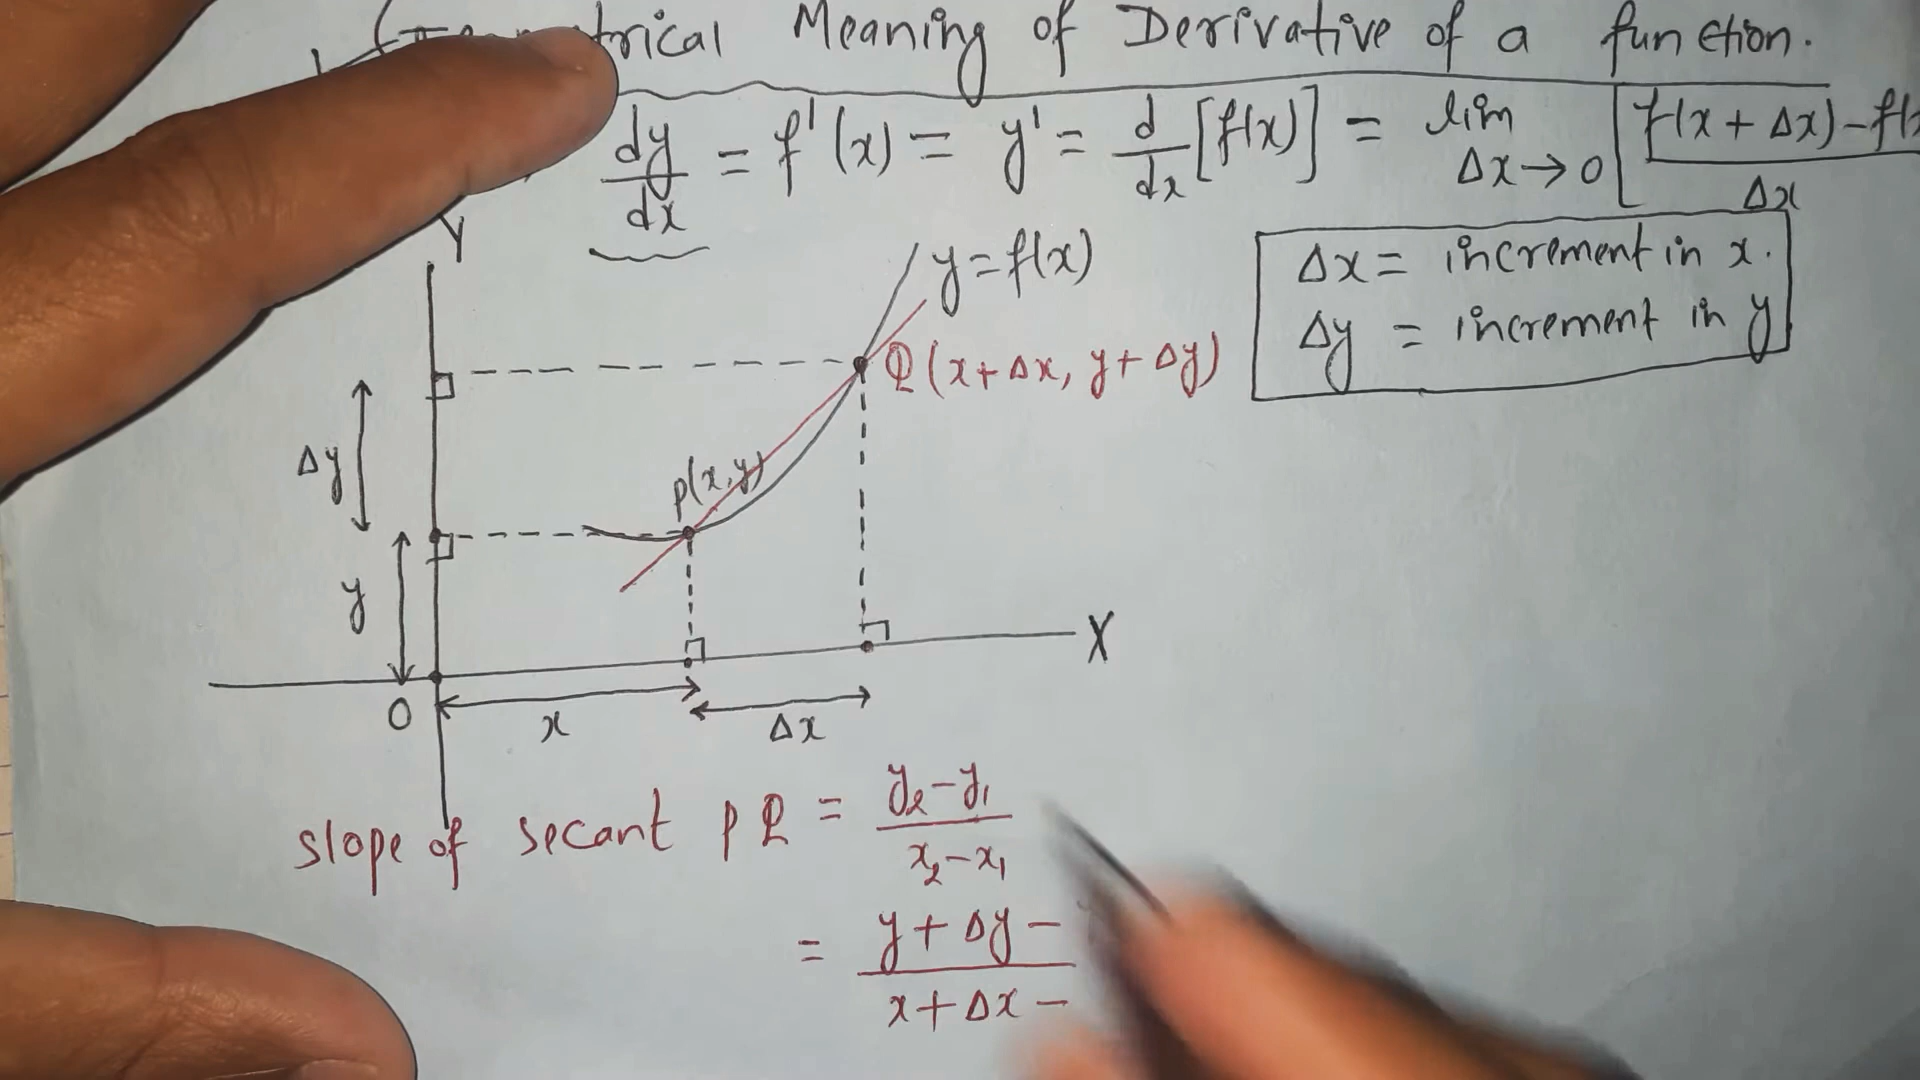 Meaning of Derivative of a function.
dy/dx = f'(x) = y' = d/dx [f(x)] = lim Δx→0 [f(x + Δx) - f(x
Δx
Y
y=f(x)
Δx = increment in x.
Δy = increment in y
Q(x+Δx, y+Δy)
Δy
P(x,y)
y
X
O
x
Δx
slope of secant PQ = y2-y1/x2-x1
= y+Δy-/x+Δx-